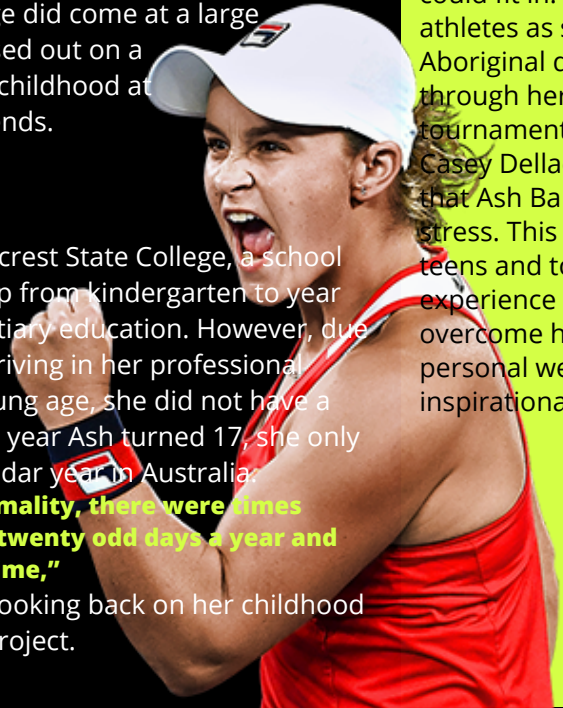 e did come at a large
sed out on a
childhood at
nds.
crest State College, a school
p from kindergarten to year
tiary education. However, due
riving in her professional
ung age, she did not have a
year Ash turned 17, she only
dar year in Australia.
mality, there were times
twenty odd days a year and
me,”
ooking back on her childhood
roject.
could fit in.
athletes as s
Aboriginal
through her
tournament
Casey Della
that Ash Ba
stress. This
teens and to
experience
overcome h
personal we
inspirationa